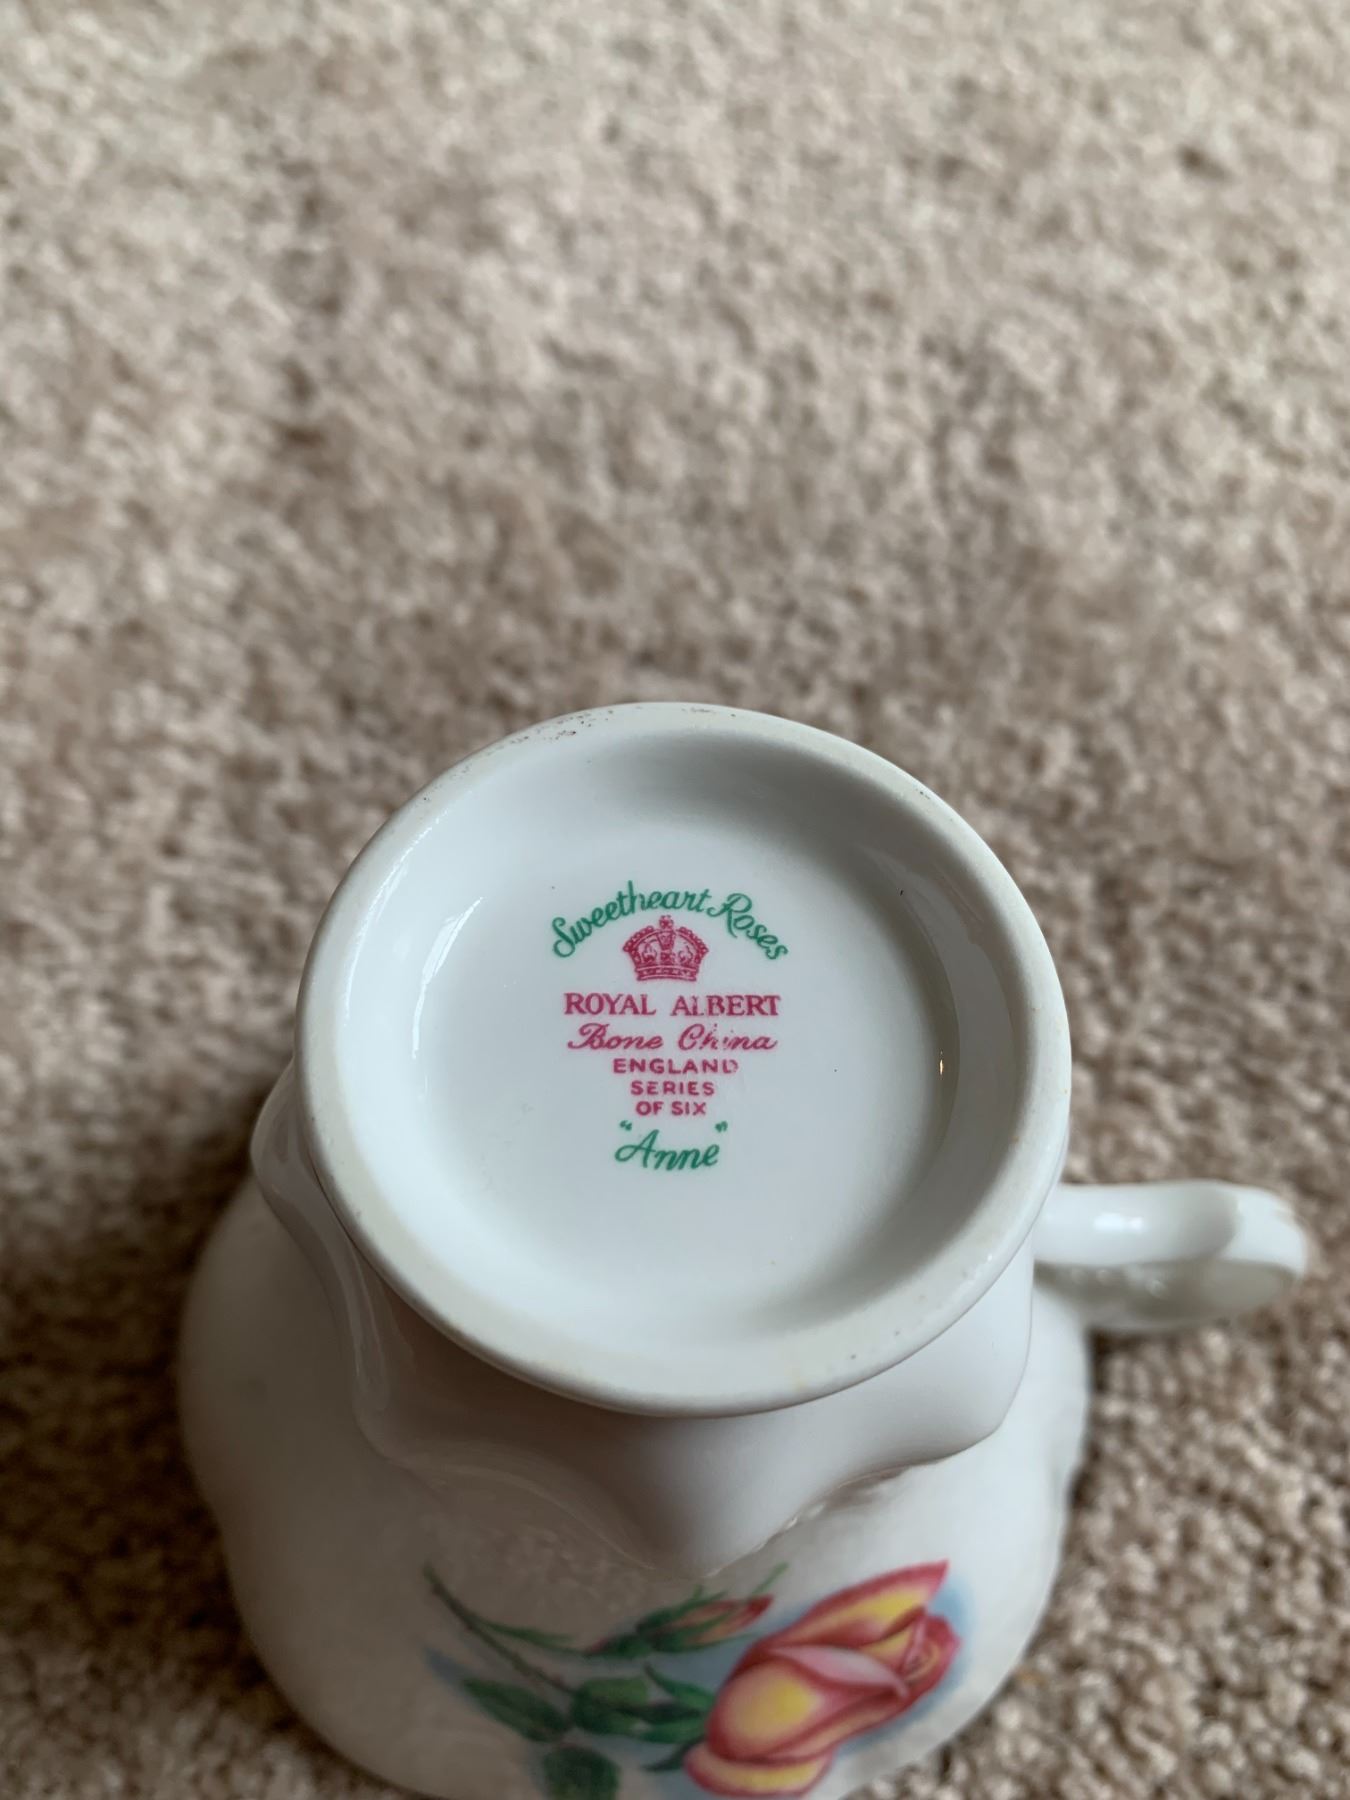 Sweetheart Roses
ROYAL ALBERT
Bone China
ENGLAND
SERIES
OF SIX
"Anne"